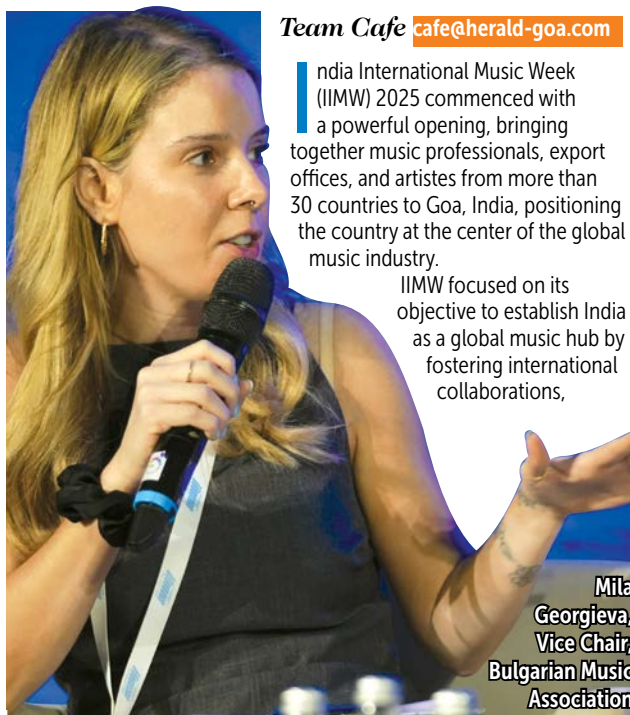 Team Cafe cafe@herald-goa.com
India International Music Week
(IIMW) 2025 commenced with
a powerful opening, bringing
together music professionals, export
offices, and artistes from more than
30 countries to Goa, India, positioning
the country at the center of the global
music industry.
IIMW focused on its
objective to establish India
as a global music hub by
fostering international
collaborations,
Mila
Georgieva,
Vice Chair,
Bulgarian Music
Association